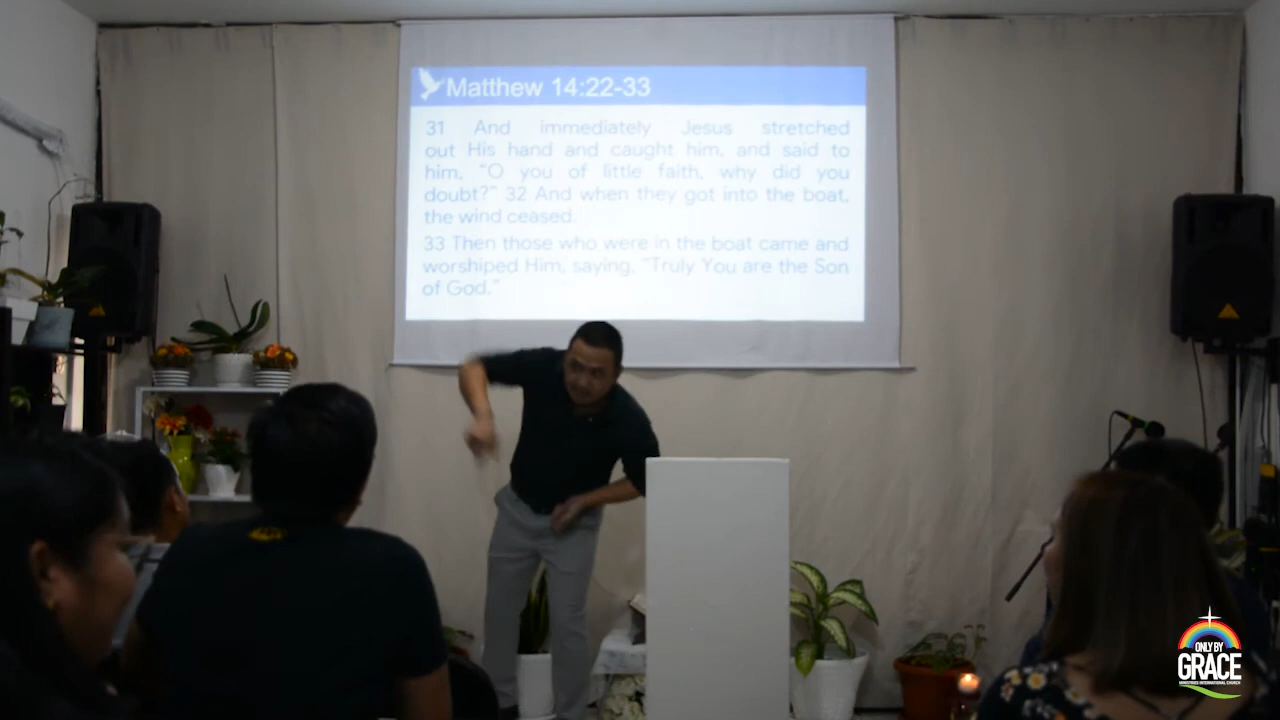 Matthew 14:22-33
31 And immediately Jesus stretched
out His hand and caught him, and said to
him, "O you of little faith, why did you
doubt?" 32 And when they got into the boat,
the wind ceased.
33 Then those who were in the boat came and
worshiped Him, saying, "Truly You are the Son
of God."
ONLY BY
GRACE
MINISTRIES INTERNATIONAL CHURCH